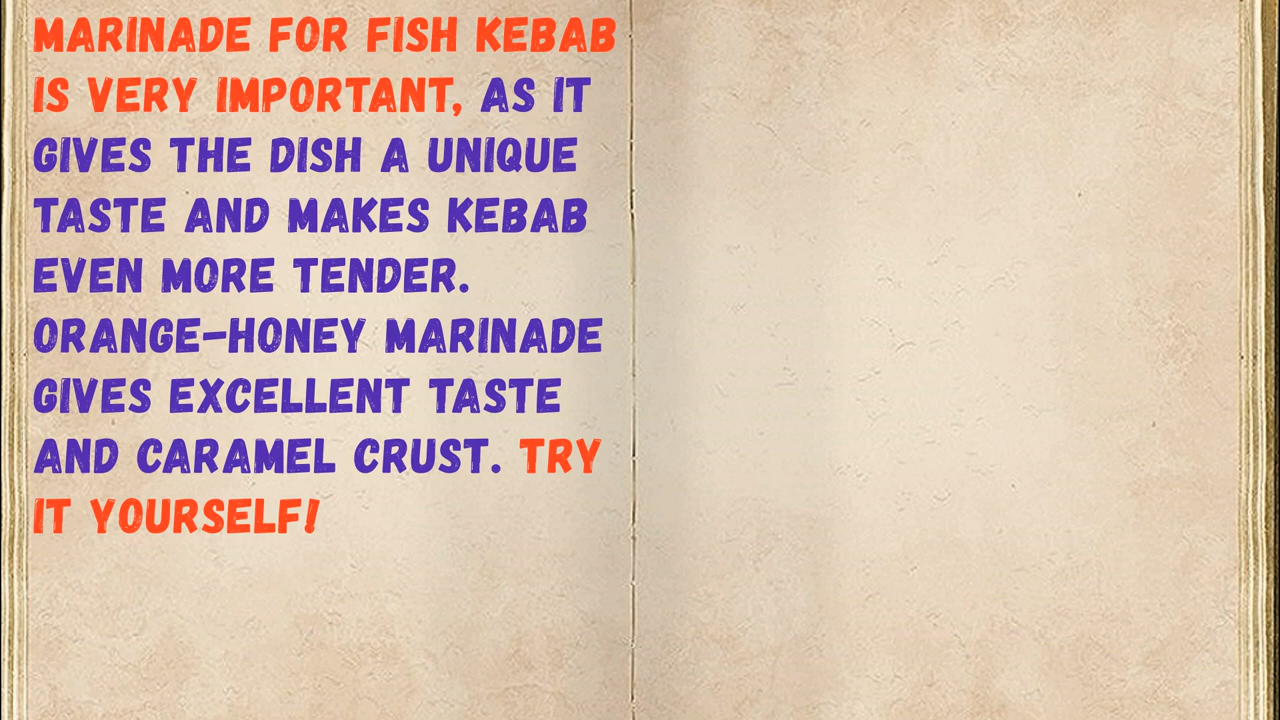 MARINADE FOR FISH KEBAB
IS VERY IMPORTANT, AS IT
GIVES THE DISH A UNIQUE
TASTE AND MAKES KEBAB
EVEN MORE TENDER.
ORANGE-HONEY MARINADE
GIVES EXCELLENT TASTE
AND CARAMEL CRUST. TRY
IT YOURSELF!